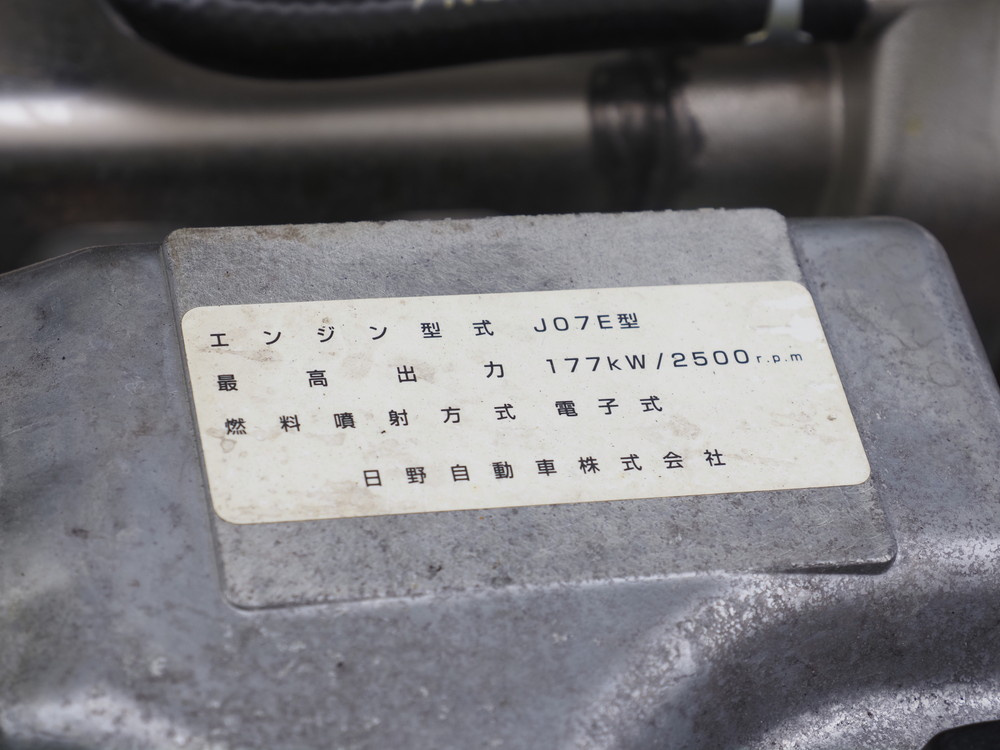 エンジン型式 J07E型
最高出力 177kW/2500r.p.m
燃料噴射方式 電子式
日野自動車株式会社